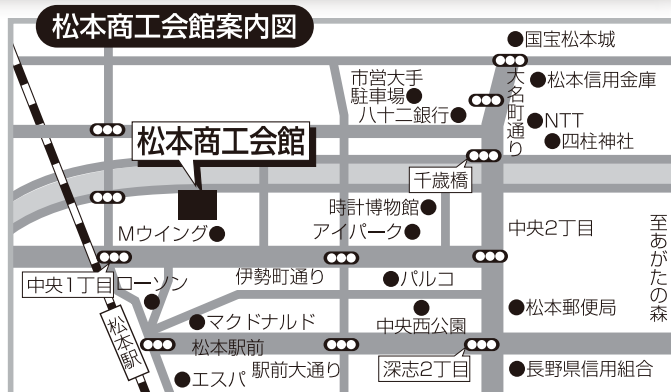 松本商工会館案内図
国宝松本城
市営大手
駐車場
松本信用金庫
大名町通り
八十二銀行
NTT
四柱神社
松本商工会館
千歳橋
時計博物館
中央2丁目
至あがたの森
Mウイング
アイパーク
中央1丁目
ローソン
伊勢町通り
パルコ
中央西公園
松本郵便局
マクドナルド
松本駅
松本駅前
駅前大通り
深志2丁目
長野県信用組合
エスパ